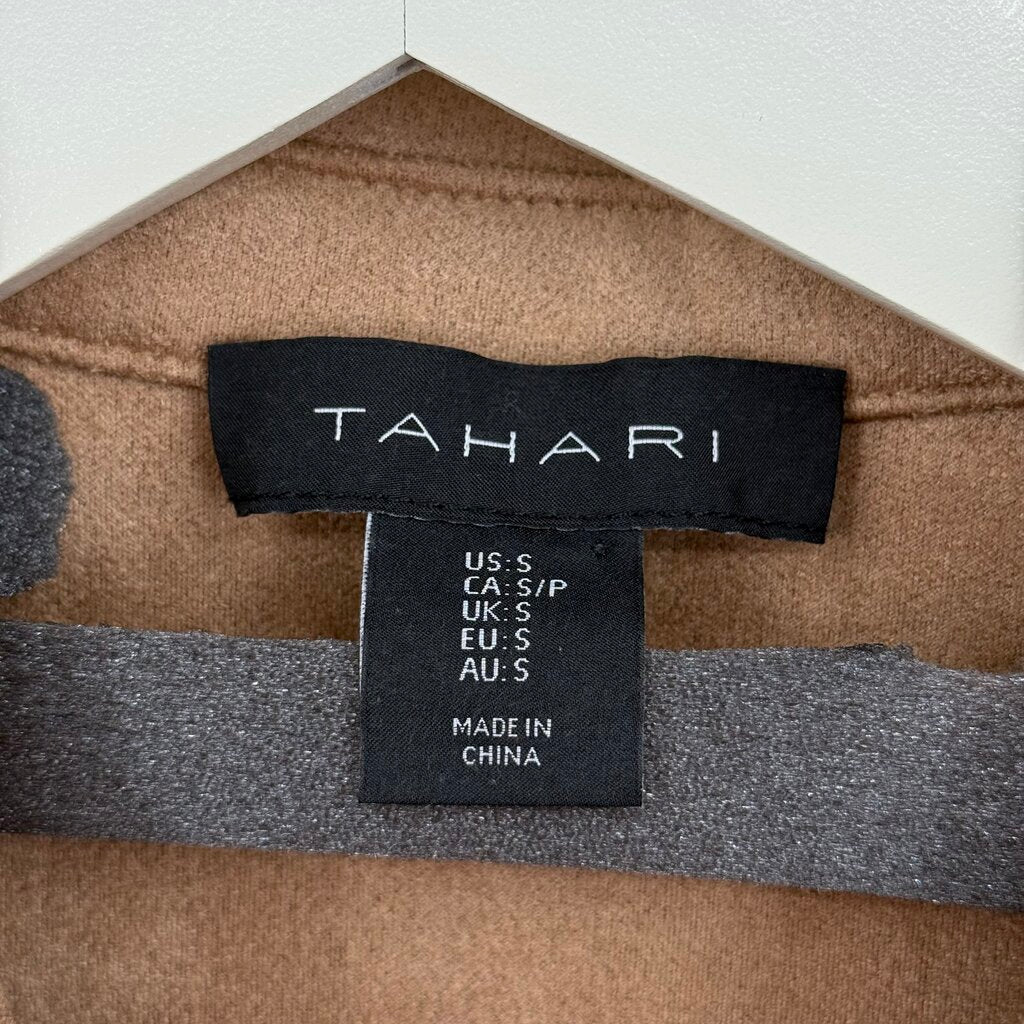 TAHARI
US: S
CA: S/P
UK: S
EU: S
AU: S
MADE IN
CHINA